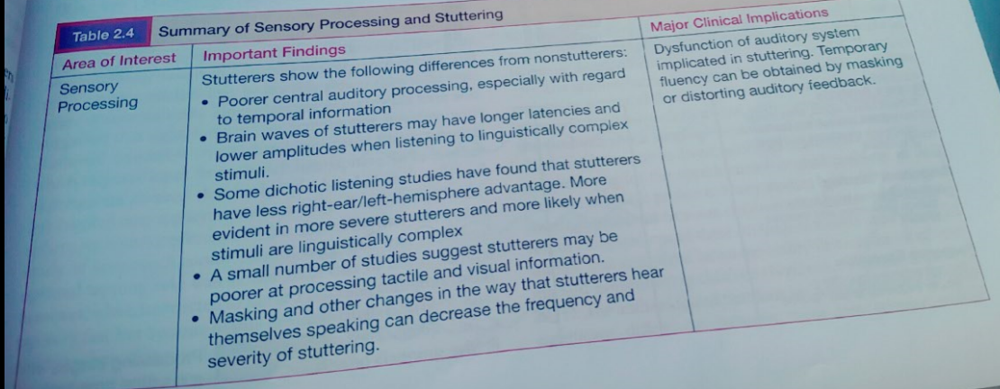 Table 2.4 Summary of Sensory Processing and Stuttering
Area of Interest
Important Findings
Major Clinical Implications
Sensory
Processing
Stutterers show the following differences from nonstutterers:
• Poorer central auditory processing, especially with regard
to temporal information
• Brain waves of stutterers may have longer latencies and
lower amplitudes when listening to linguistically complex
stimuli.
• Some dichotic listening studies have found that stutterers
have less right-ear/left-hemisphere advantage. More
evident in more severe stutterers and more likely when
stimuli are linguistically complex
• A small number of studies suggest stutterers may be
poorer at processing tactile and visual information.
• Masking and other changes in the way that stutterers hear
themselves speaking can decrease the frequency and
severity of stuttering.
Dysfunction of auditory system
implicated in stuttering. Temporary
fluency can be obtained by masking
or distorting auditory feedback.